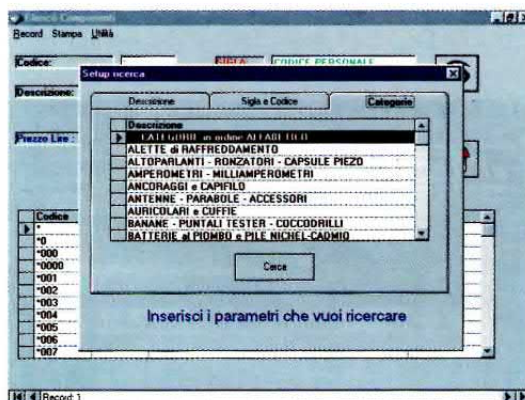 Elenco Componenti
Record Stampa Utilità
Codice:
SIGLA
CODICE PERSONALE
Setup ricerca
Descrizione:
Descrizione
Sigla e Codice
Categorie
Prezzo Lire :
Descrizione
CATEGORIE in ordine ALFABETICO
ALETTE di RAFFREDDAMENTO
ALTOPARLANTI - RONZATORI - CAPSULE PIEZO
AMPEROMETRI - MILLIAMPEROMETRI
ANCORAGGI e CAPIFILO
ANTENNE - PARABOLE - ACCESSORI
AURICOLARI e CUFFIE
BANANE - PUNTALI TESTER - COCCODRILLI
BATTERIE al PIOMBO e PILE NICHEL-CADMIO
Cerca
Inserisci i parametri che vuoi ricercare
Codice
*
*0
*000
*0000
*001
*002
*003
*004
*005
*006
*007
Record: 1